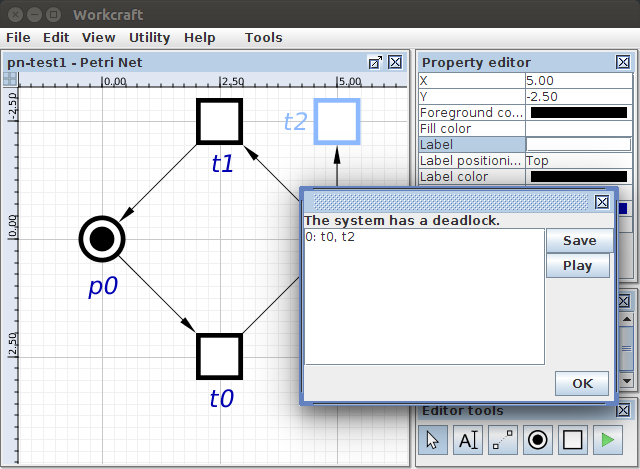 Workcraft
File Edit View Utility Help Tools
pn-test1 - Petri Net
Property editor
0,00 2,50 5,00
X 5.00
Y -2.50
Foreground co...
Fill color
Label
Label positioni... Top
Label color
-2,50
0,00
2,50
t2
t1
p0
t0
The system has a deadlock.
0: t0, t2
Save
Play
OK
Editor tools
A